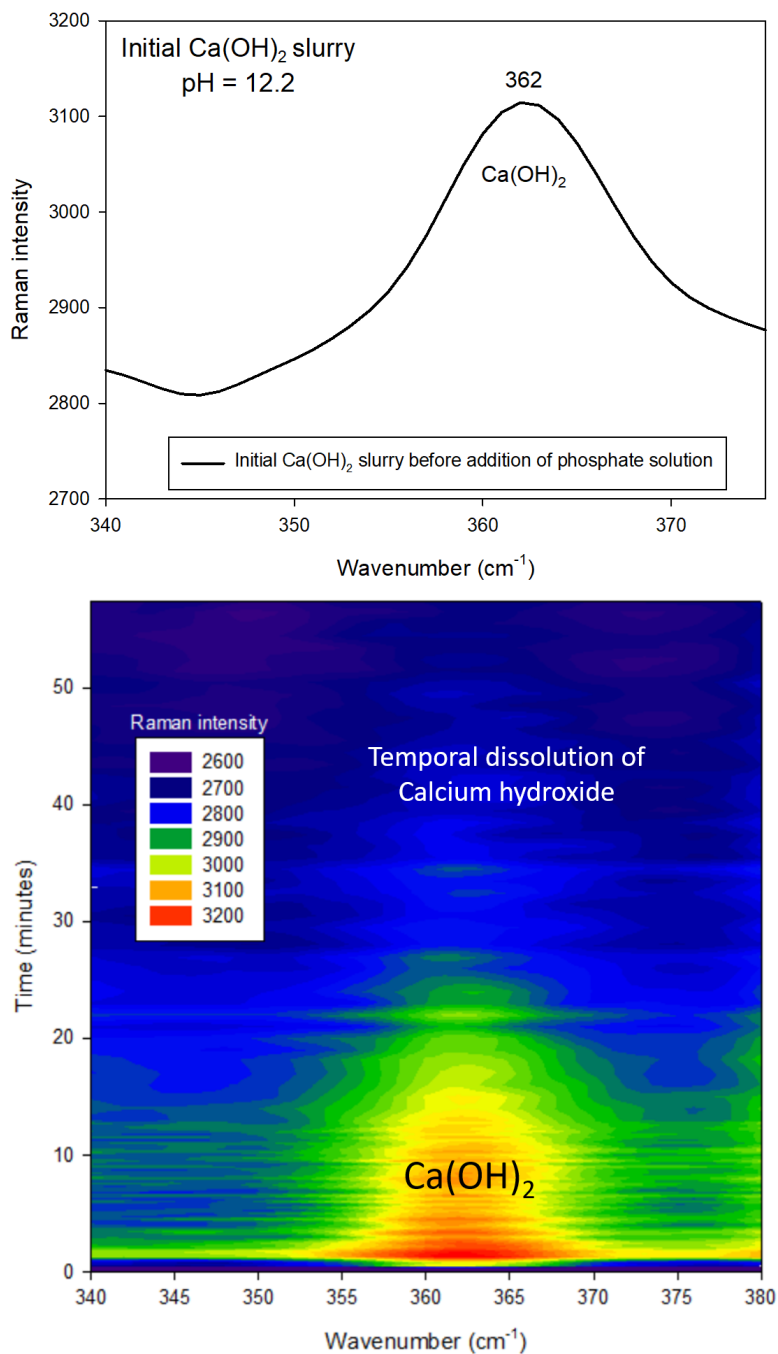 Initial Ca(OH)₂ slurry
pH = 12.2
362
Ca(OH)₂
Raman intensity
3200
3100
3000
2900
2800
2700
Initial Ca(OH)₂ slurry before addition of phosphate solution
340
350
360
370
Wavenumber (cm⁻¹)
Raman intensity
2600
2700
2800
2900
3000
3100
3200
Temporal dissolution of
Calcium hydroxide
Ca(OH)₂
Time (minutes)
50
40
30
20
10
0
340
345
350
355
360
365
370
375
380
Wavenumber (cm⁻¹)